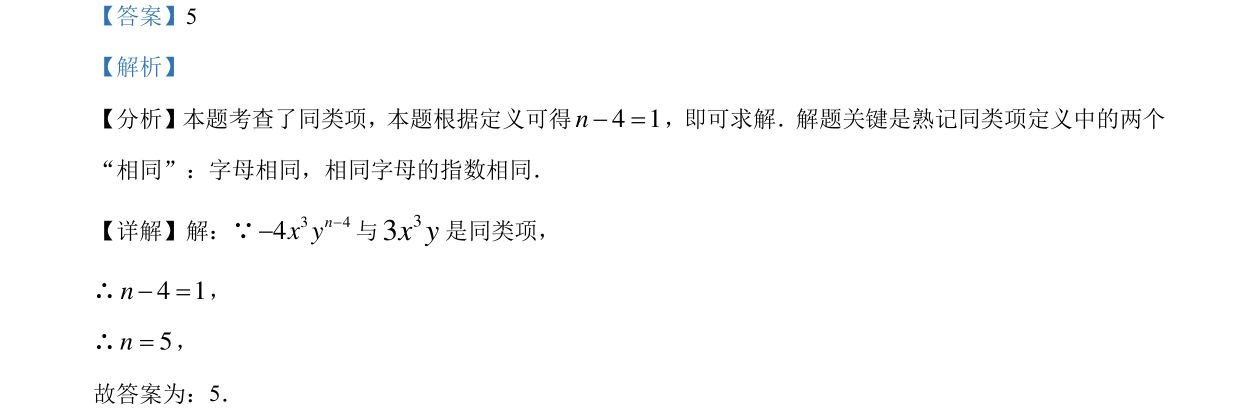 【答案】5
【解析】
【分析】本题考查了同类项，本题根据定义可得$n-4=1$，即可求解．解题关键是熟记同类项定义中的两个
“相同”：字母相同，相同字母的指数相同．
【详解】解：∵$-4x^{3}y^{n-4}$与$3x^{3}y$是同类项，
∴$n-4=1$，
∴$n=5$，
故答案为：5．